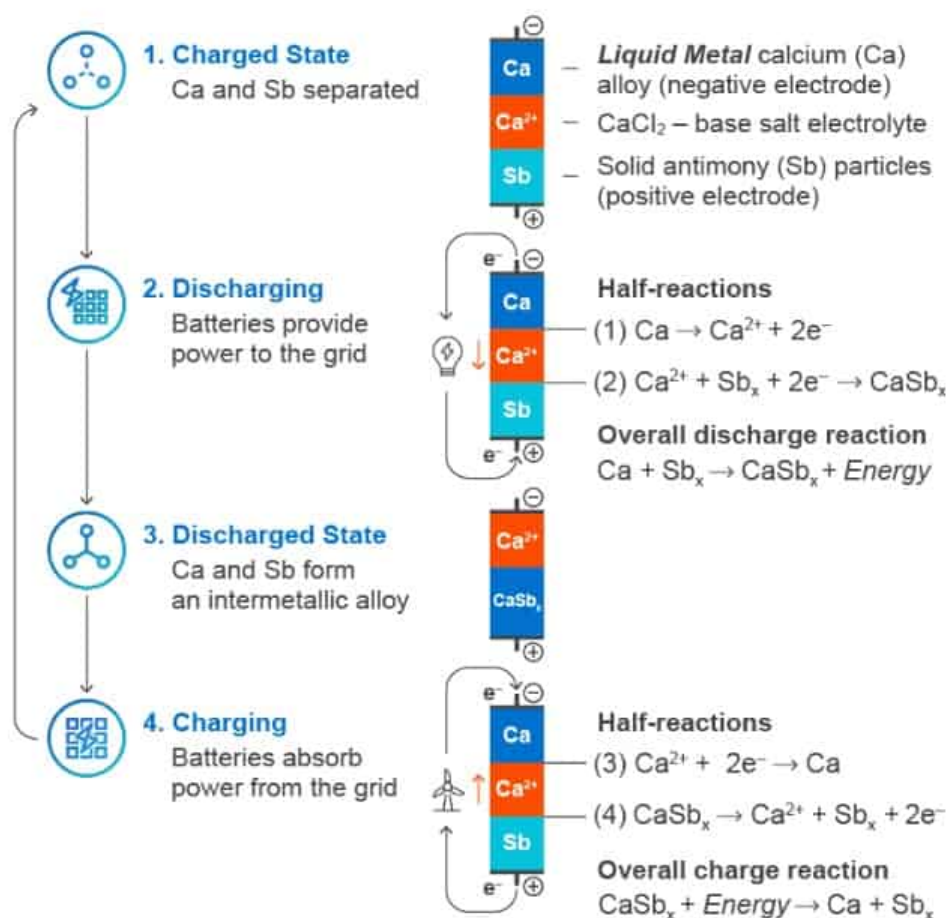 1. Charged State
Ca and Sb separated
⊖
Ca
Ca²⁺
Sb
⊕
Liquid Metal calcium (Ca)
alloy (negative electrode)
CaCl₂ – base salt electrolyte
Solid antimony (Sb) particles
(positive electrode)
2. Discharging
Batteries provide
power to the grid
e⁻ ⊖
Ca
Ca²⁺
Sb
e⁻ ⊕
Half-reactions
(1) Ca → Ca²⁺ + 2e⁻
(2) Ca²⁺ + Sbₓ + 2e⁻ → CaSbₓ
Overall discharge reaction
Ca + Sbₓ → CaSbₓ + Energy
3. Discharged State
Ca and Sb form
an intermetallic alloy
⊖
Ca²⁺
CaSbₓ
⊕
4. Charging
Batteries absorb
power from the grid
e⁻ ⊖
Ca
Ca²⁺
Sb
e⁻ ⊕
Half-reactions
(3) Ca²⁺ + 2e⁻ → Ca
(4) CaSbₓ → Ca²⁺ + Sbₓ + 2e⁻
Overall charge reaction
CaSbₓ + Energy → Ca + Sbₓ